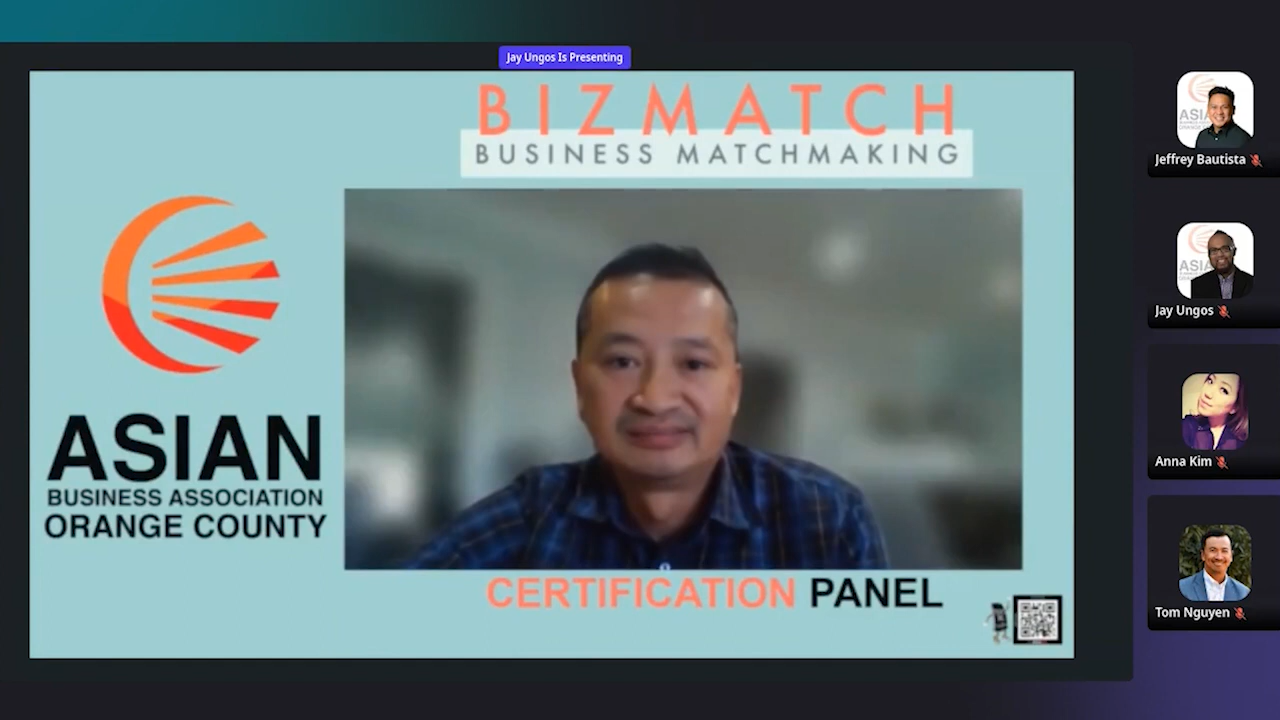 Jay Ungos Is Presenting
BIZMATCH
BUSINESS MATCHMAKING
ASIAN
BUSINESS ASSOCIATION
ORANGE COUNTY
CERTIFICATION PANEL
Jeffrey Bautista
Jay Ungos
Anna Kim
Tom Nguyen